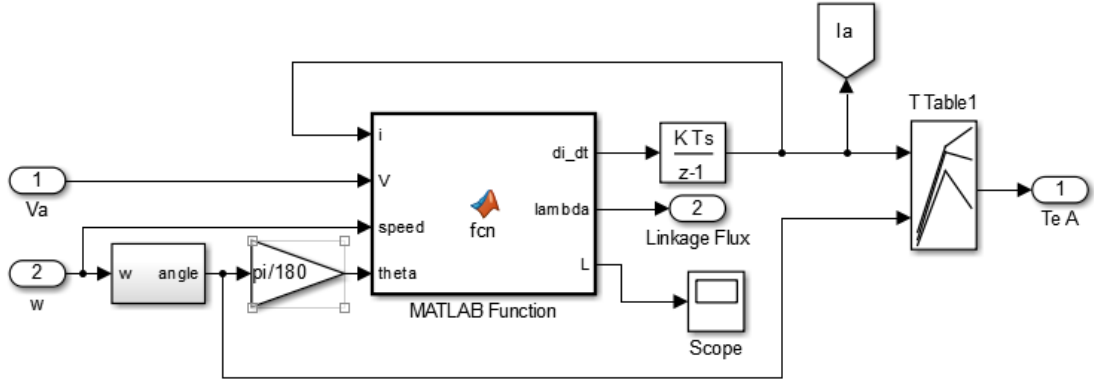 Ia
T Table1
i
V
speed
theta
fcn
di_dt
lambda
L
MATLAB Function
K Ts
z-1
1
Va
2
w
w
angle
pi/180
2
Linkage Flux
Scope
1
Te A